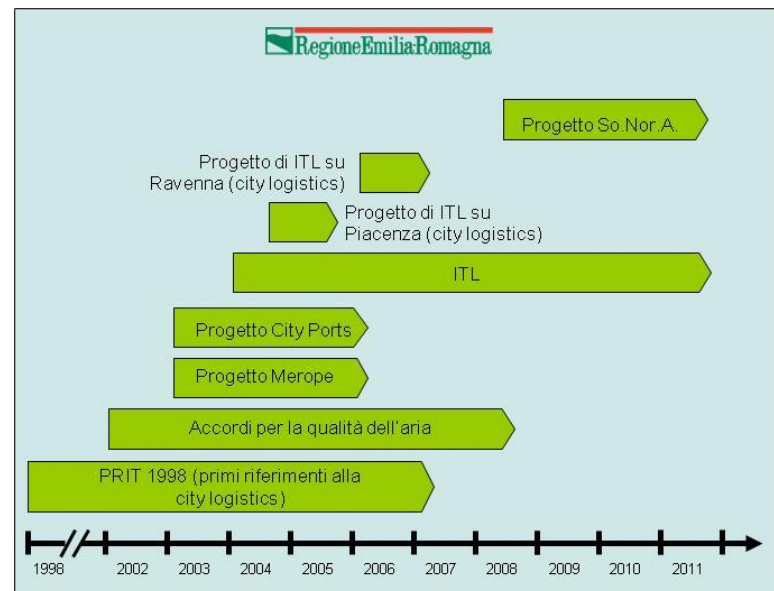 RegioneEmilia-Romagna
Progetto So.Nor.A.
Progetto di ITL su
Ravenna (city logistics)
Progetto di ITL su
Piacenza (city logistics)
ITL
Progetto City Ports
Progetto Merope
Accordi per la qualità dell'aria
PRIT 1998 (primi riferimenti alla
city logistics)
1998 2002 2003 2004 2005 2006 2007 2008 2009 2010 2011